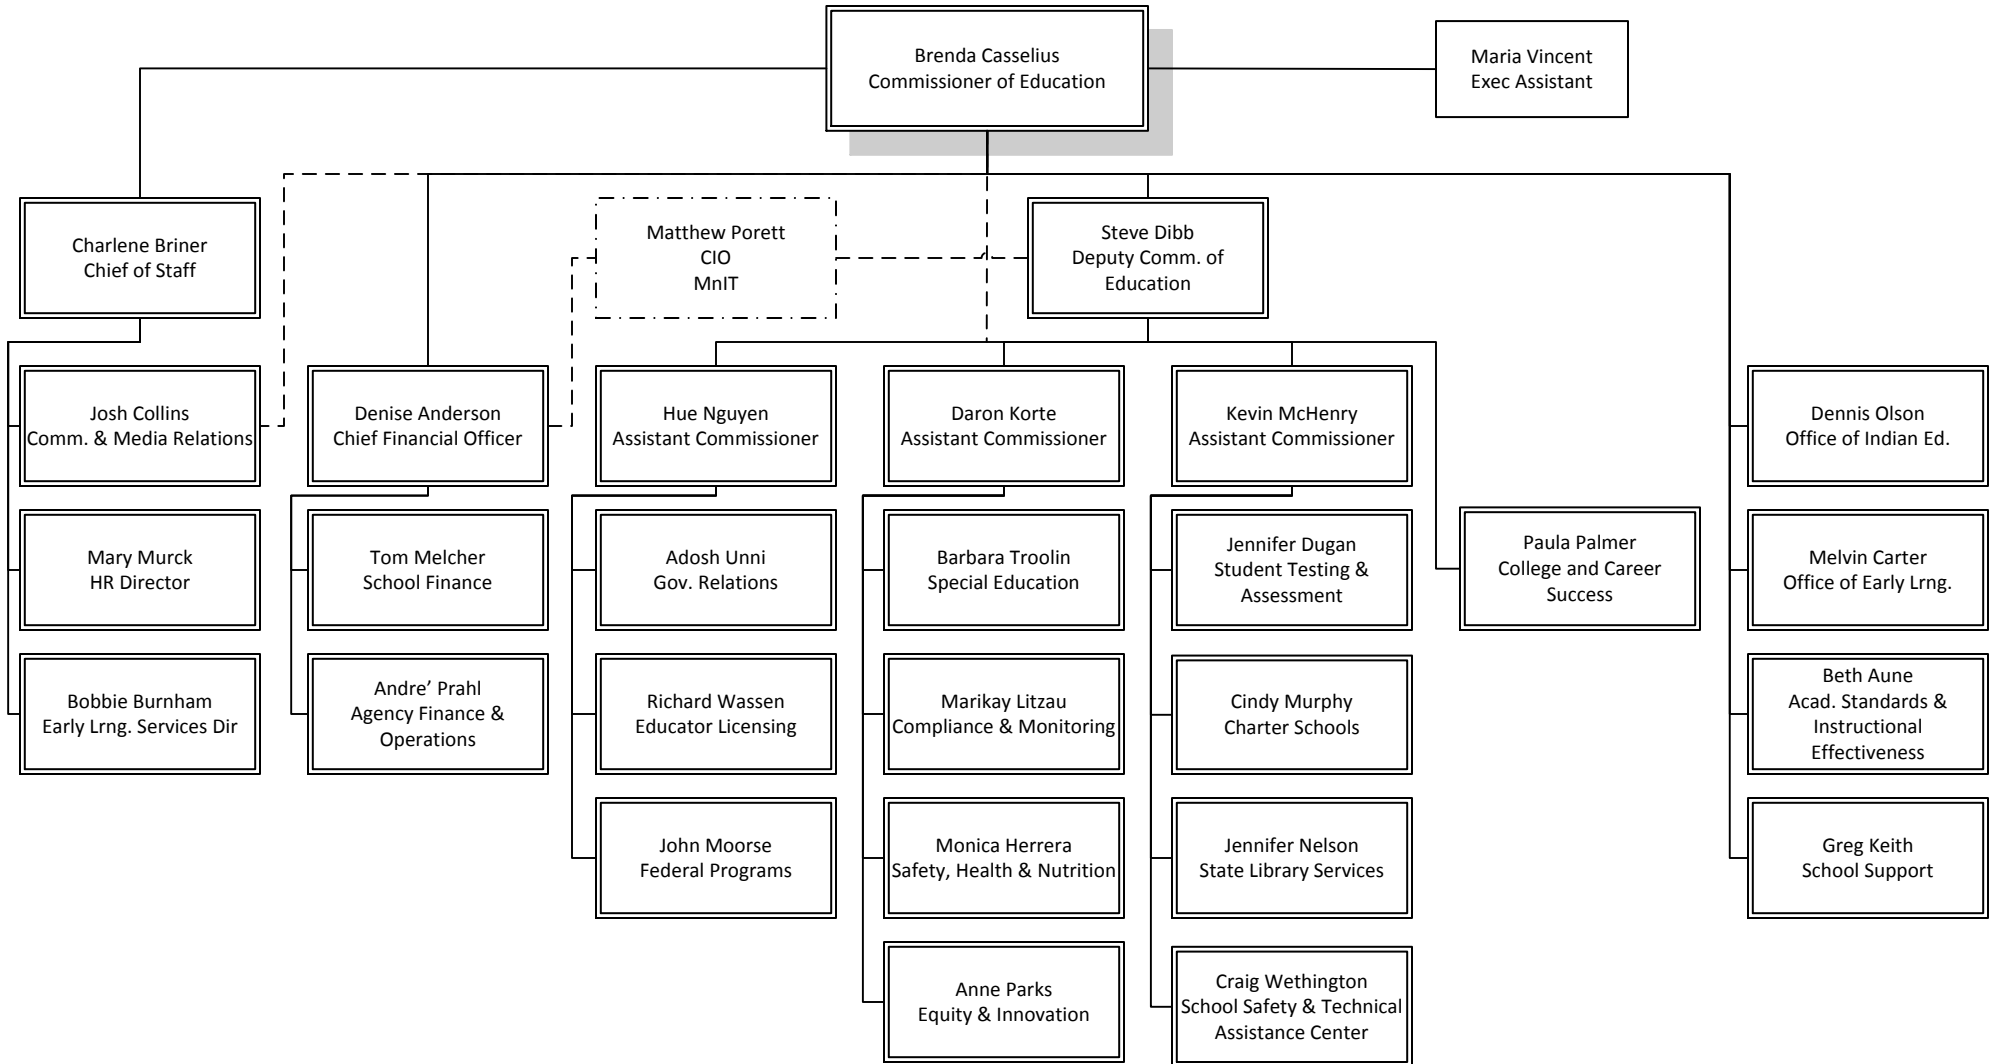 Brenda Casselius
Commissioner of Education
Maria Vincent
Exec Assistant
Charlene Briner
Chief of Staff
Matthew Porett
CIO
MnIT
Steve Dibb
Deputy Comm. of
Education
Josh Collins
Comm. & Media Relations
Denise Anderson
Chief Financial Officer
Hue Nguyen
Assistant Commissioner
Daron Korte
Assistant Commissioner
Kevin McHenry
Assistant Commissioner
Dennis Olson
Office of Indian Ed.
Mary Murck
HR Director
Tom Melcher
School Finance
Adosh Unni
Gov. Relations
Barbara Troolin
Special Education
Jennifer Dugan
Student Testing &
Assessment
Paula Palmer
College and Career
Success
Melvin Carter
Office of Early Lrng.
Bobbie Burnham
Early Lrng. Services Dir
Andre’ Prahl
Agency Finance &
Operations
Richard Wassen
Educator Licensing
Marikay Litzau
Compliance & Monitoring
Cindy Murphy
Charter Schools
Beth Aune
Acad. Standards &
Instructional
Effectiveness
John Moorse
Federal Programs
Monica Herrera
Safety, Health & Nutrition
Jennifer Nelson
State Library Services
Greg Keith
School Support
Anne Parks
Equity & Innovation
Craig Wethington
School Safety & Technical
Assistance Center